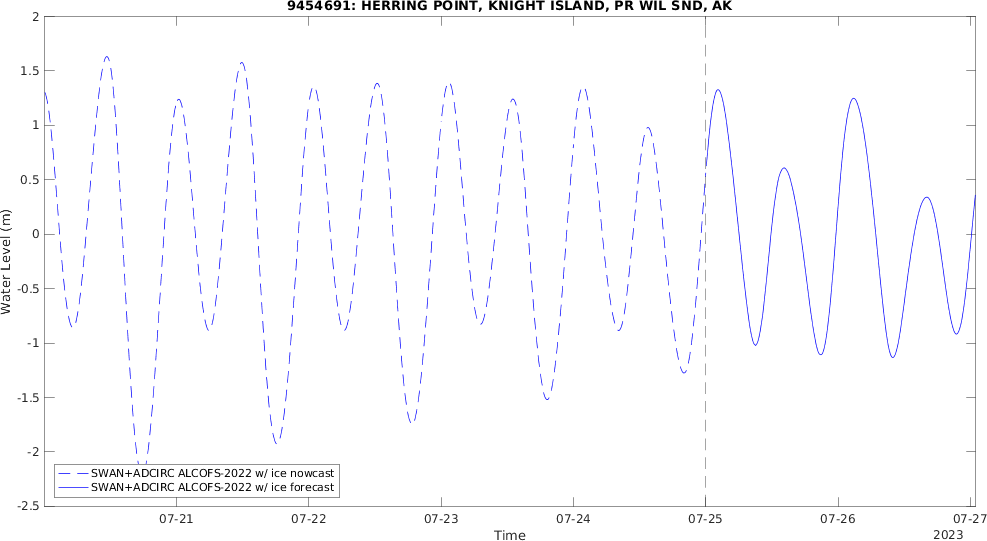 9454691: HERRING POINT, KNIGHT ISLAND, PR WIL SND, AK
2
1.5
1
0.5
0
-0.5
-1
-1.5
-2
-2.5
Water Level (m)
SWAN+ADCIRC ALCOFS-2022 w/ ice nowcast
SWAN+ADCIRC ALCOFS-2022 w/ ice forecast
07-21 07-22 07-23 07-24 07-25 07-26 07-27
Time
2023